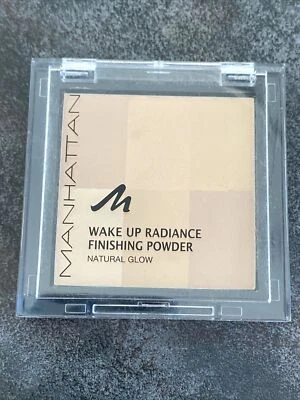 MANHATTAN
M
WAKE UP RADIANCE
FINISHING POWDER
NATURAL GLOW